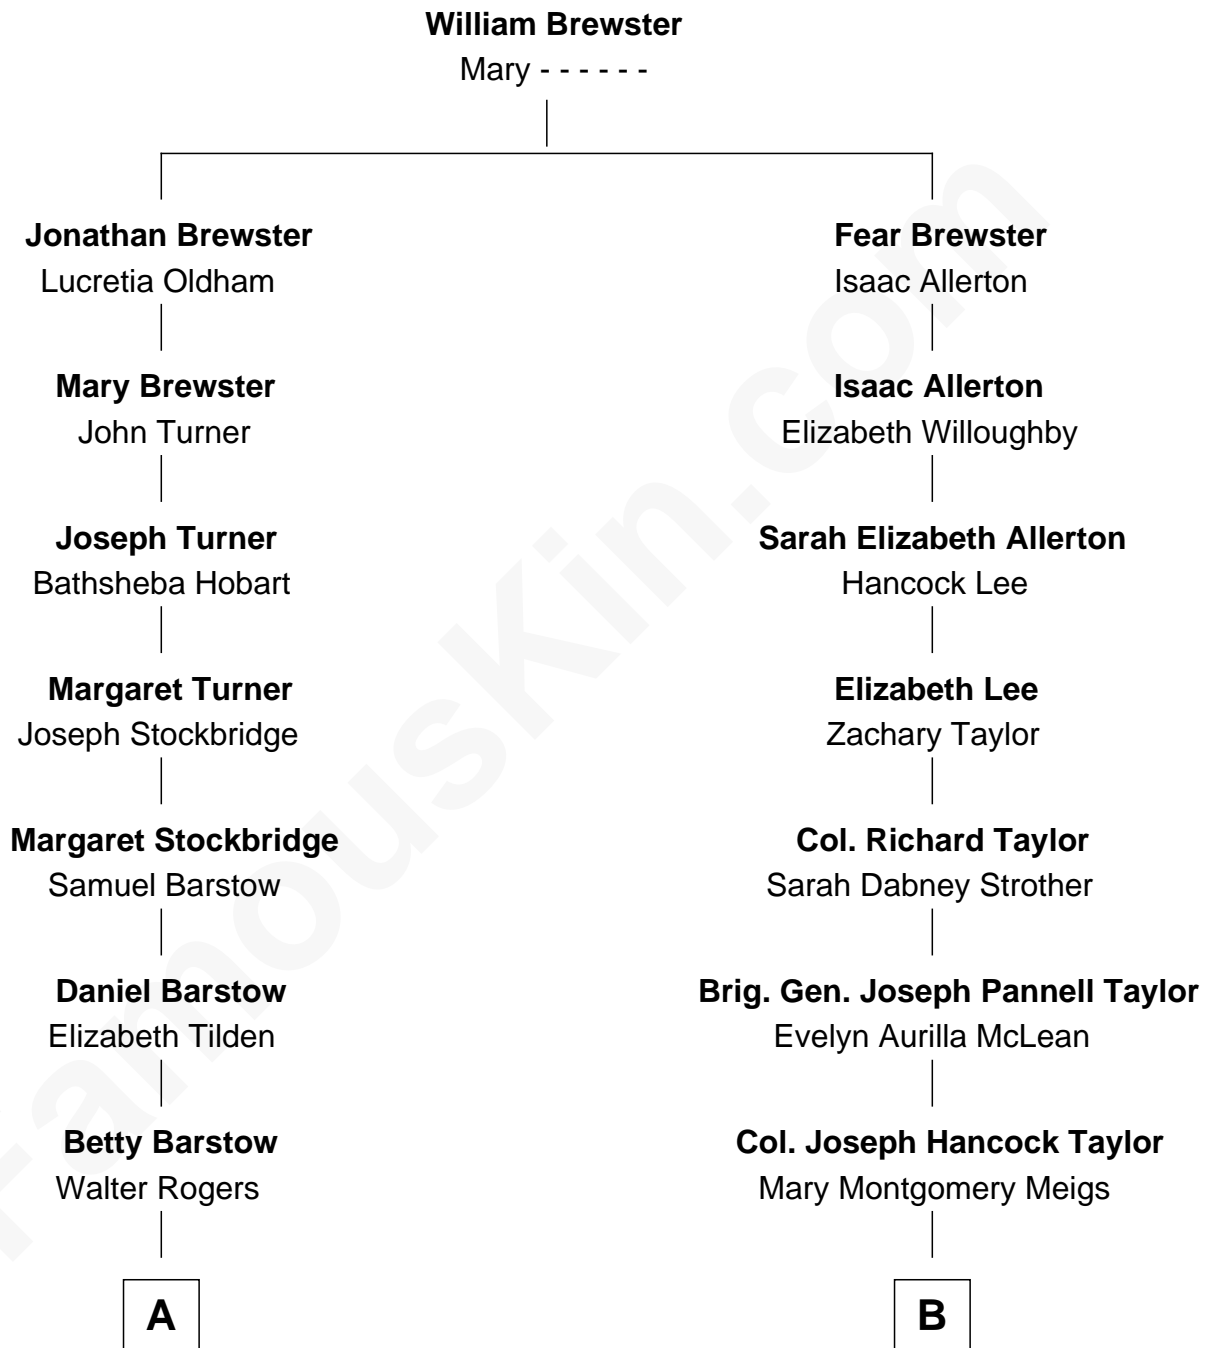 William Brewster
Mary - - - - - -
Jonathan Brewster
Lucretia Oldham
Fear Brewster
Isaac Allerton
Mary Brewster
John Turner
Isaac Allerton
Elizabeth Willoughby
Joseph Turner
Bathsheba Hobart
Sarah Elizabeth Allerton
Hancock Lee
Margaret Turner
Joseph Stockbridge
Elizabeth Lee
Zachary Taylor
Margaret Stockbridge
Samuel Barstow
Col. Richard Taylor
Sarah Dabney Strother
Daniel Barstow
Elizabeth Tilden
Brig. Gen. Joseph Pannell Taylor
Evelyn Aurilla McLean
Betty Barstow
Walter Rogers
Col. Joseph Hancock Taylor
Mary Montgomery Meigs
A
B
FamousKin.com